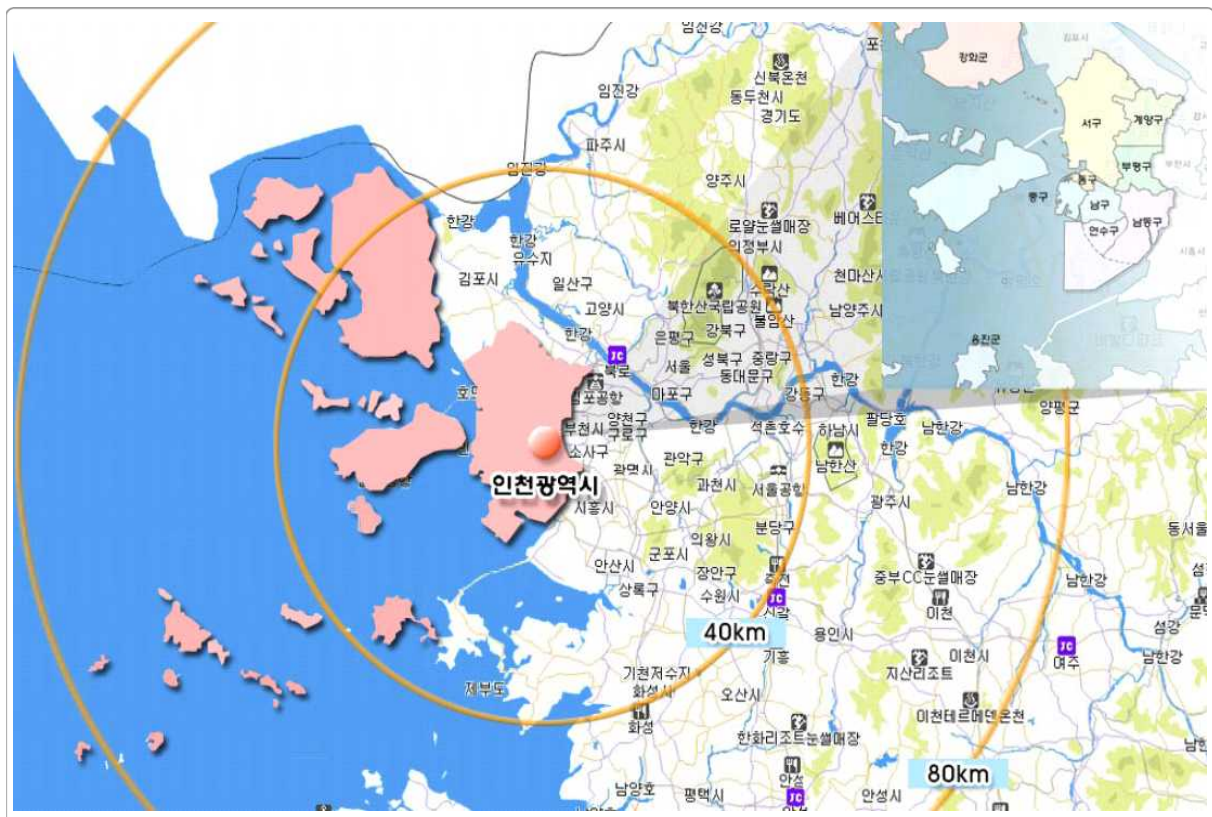 임진강
포
김포시
강화군
신북온천
동두천시
경기도
서구
계양구
임진강
파주시
부평구
동구
임진강
양주시
중구
남구
연수구
남동구
시흥시
한강
로얄눈썰매장
베어스타
의정부시
한강
유수지
김포시
일산구
천마산
수락산
고양시
북한산국립공원
불암산
남양주시
한강
강북구
은평구
옹진군
JC
성북구
중랑구
서울
동대문구
한강
김포공항
마포구
강동구
양평군
양천구
부천시
구로구
한강
석촌호수
하남시
팔당호
남한강
소사구
한강
광명시
관악구
남한산
인천광역시
과천시
서울공항
남한강
시흥시
안양시
광주시
분당구
의왕시
동서울
군포시
안산시
장안구
중부CC눈썰매장
남한강
상록구
수원시
JC
신갈
이천
40km
용인시
섬강
기흥
이천시
JC
여주
남한강
기천저수지
지산리조트
제부도
화성시
오산시
이천테르메덴온천
화성
한화리조트눈썰매장
80km
안성
남양호
평택시
JC
안성시